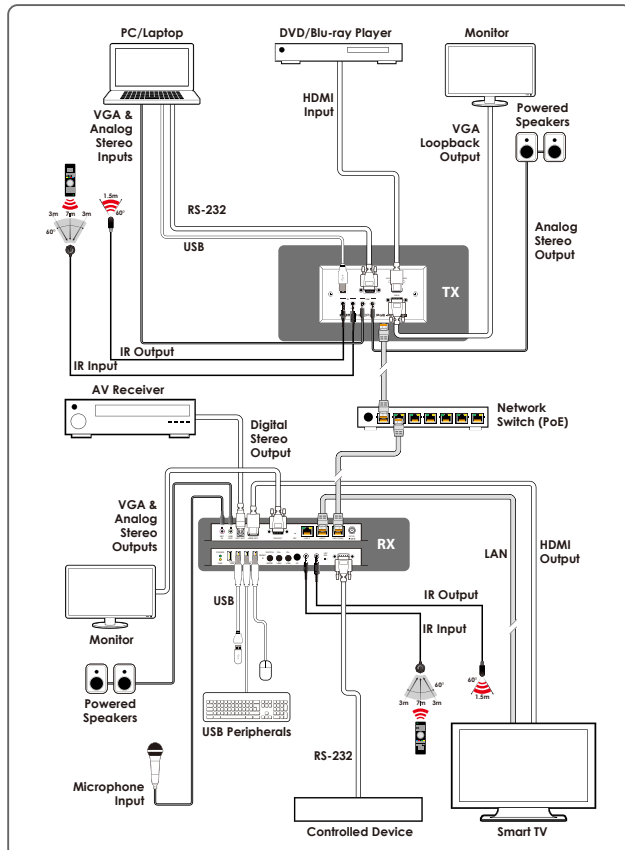 PC/Laptop
DVD/Blu-ray Player
Monitor
HDMI
Input
VGA &
Analog
Stereo
Inputs
VGA
Loopback
Output
Powered
Speakers
1.5m
60°
3m 7m 3m
60°
RS-232
USB
Analog
Stereo
Output
TX
IR Output
IR Input
AV Receiver
Network
Switch (PoE)
Digital
Stereo
Output
VGA &
Analog
Stereo
Outputs
RX
LAN
HDMI
Output
USB
IR Output
IR Input
Monitor
60°
3m 7m 3m
60°
1.5m
Powered
Speakers
USB Peripherals
RS-232
Microphone
Input
Controlled Device
Smart TV